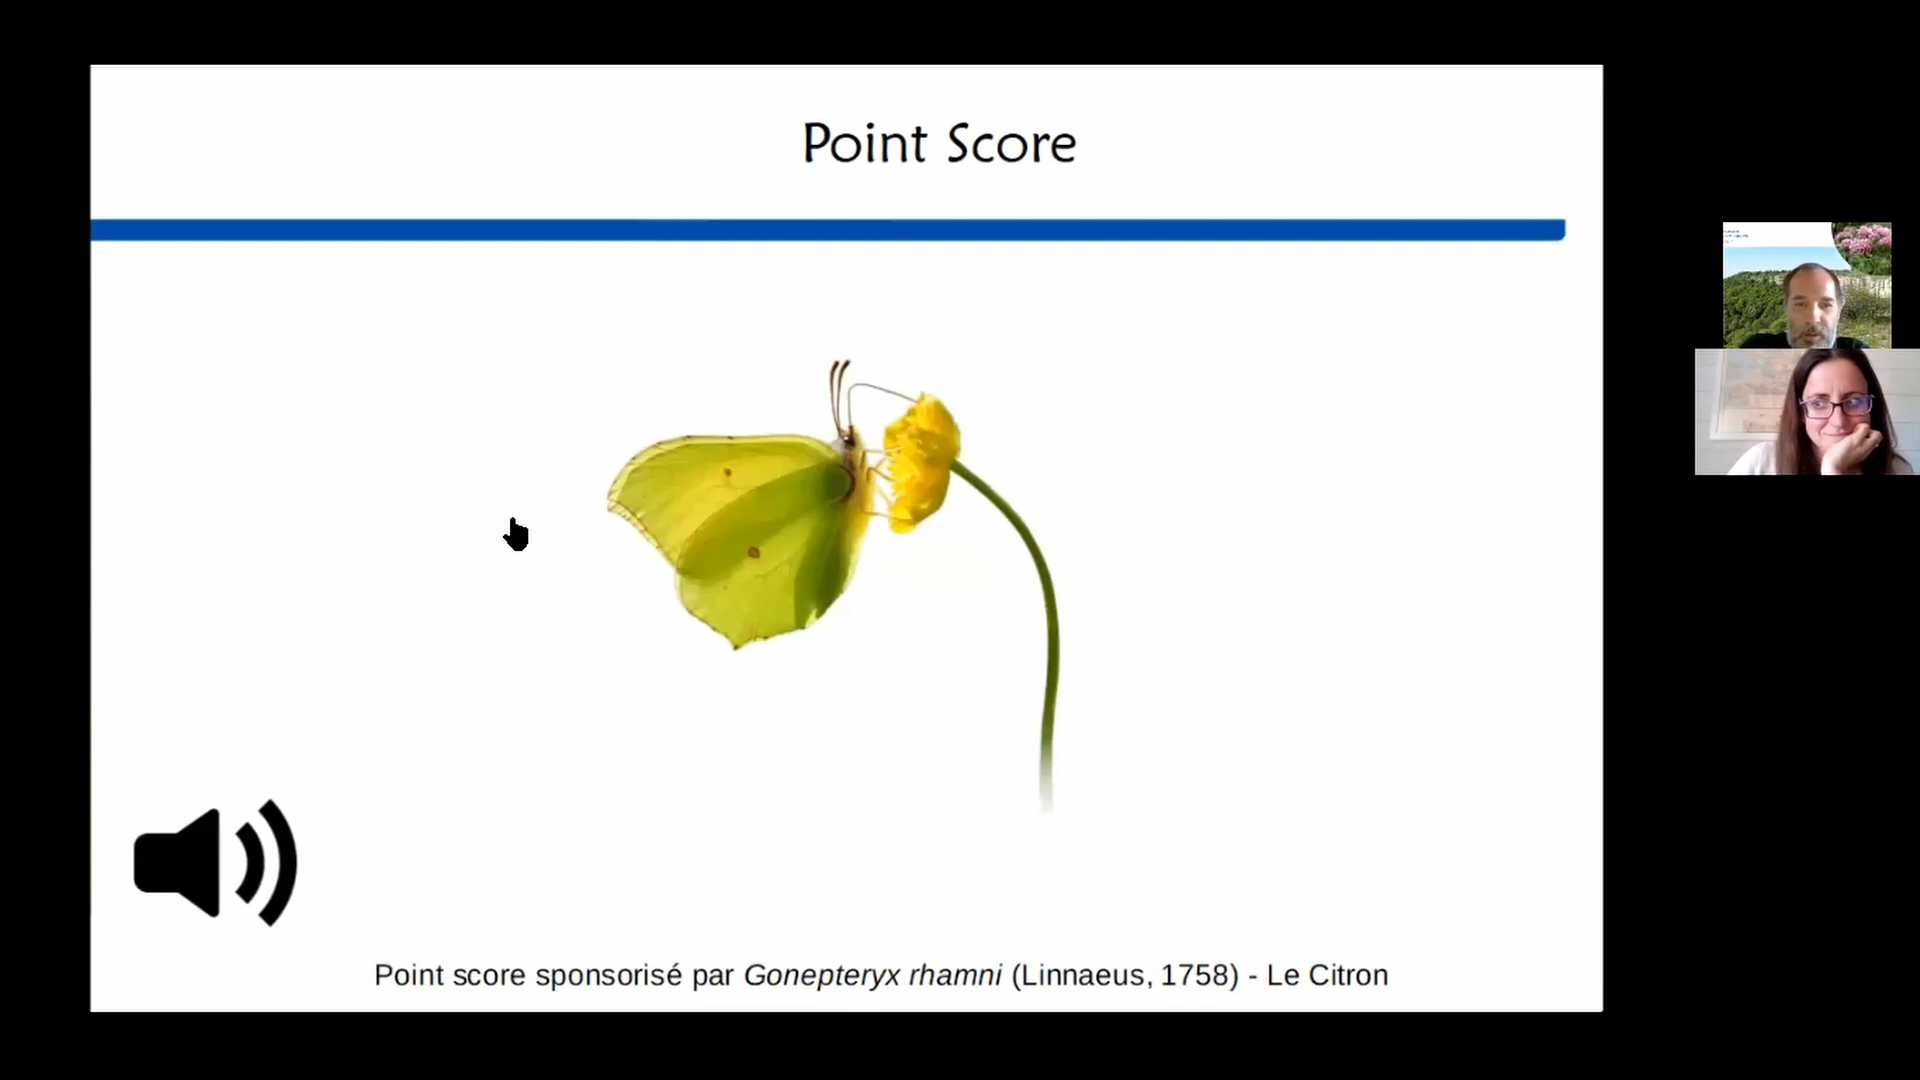 Point Score
Point score sponsorisé par Gonepteryx rhamni (Linnaeus, 1758) - Le Citron